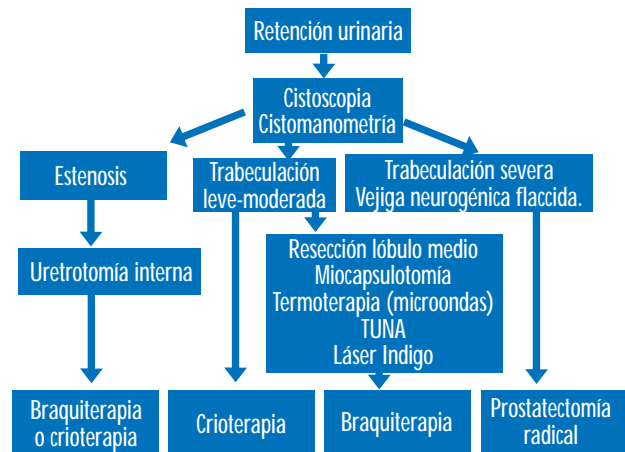 Retención urinaria
Cistoscopia
Cistomanometría
Estenosis
Trabeculación
leve-moderada
Trabeculación severa
Vejiga neurogénica flaccida.
Uretrotomía interna
Resección lóbulo medio
Miocapsulotomía
Termoterapia (microondas)
TUNA
Láser Indigo
Braquiterapia
o crioterapia
Crioterapia
Braquiterapia
Prostatectomía
radical